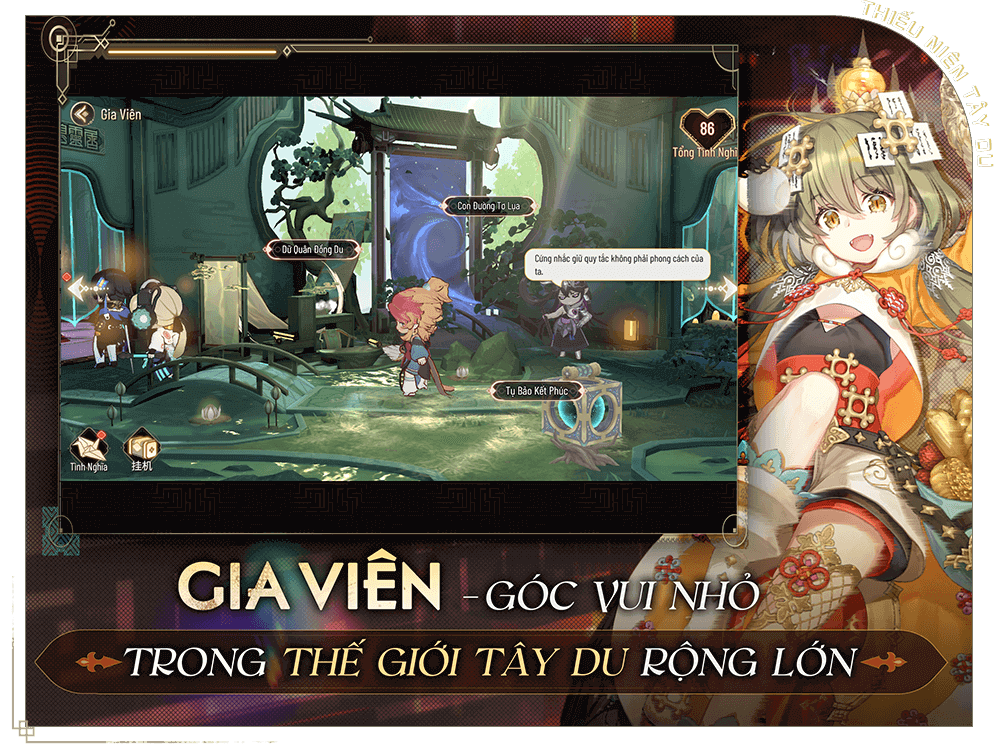 THIẾU NIÊN TÂY DU
Gia Viên
86
Tổng Tình Nghĩ
Con Đường Tơ Lụa
Dữ Quân Đồng Du
Cứng nhắc giữ quy tắc không phải phong cách của
ta.
Tụ Bảo Kết Phúc
Tình Nghĩa
挂机
GIA VIÊN – GÓC VUI NHỎ
TRONG THẾ GIỚI TÂY DU RỘNG LỚN